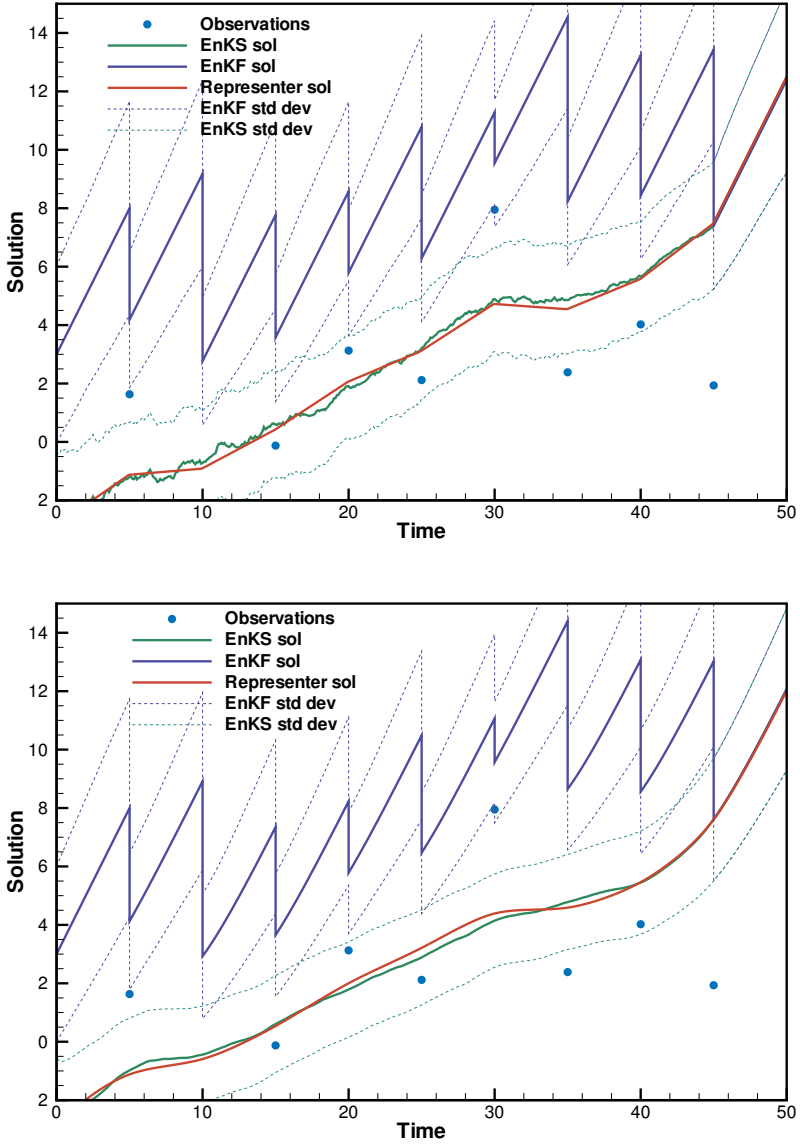 14
12
10
8
6
4
2
0
2
Solution
Observations
EnKS sol
EnKF sol
Representer sol
EnKF std dev
EnKS std dev
0
10
20
30
40
50
Time
14
12
10
8
6
4
2
0
2
Solution
Observations
EnKS sol
EnKF sol
Representer sol
EnKF std dev
EnKS std dev
0
10
20
30
40
50
Time